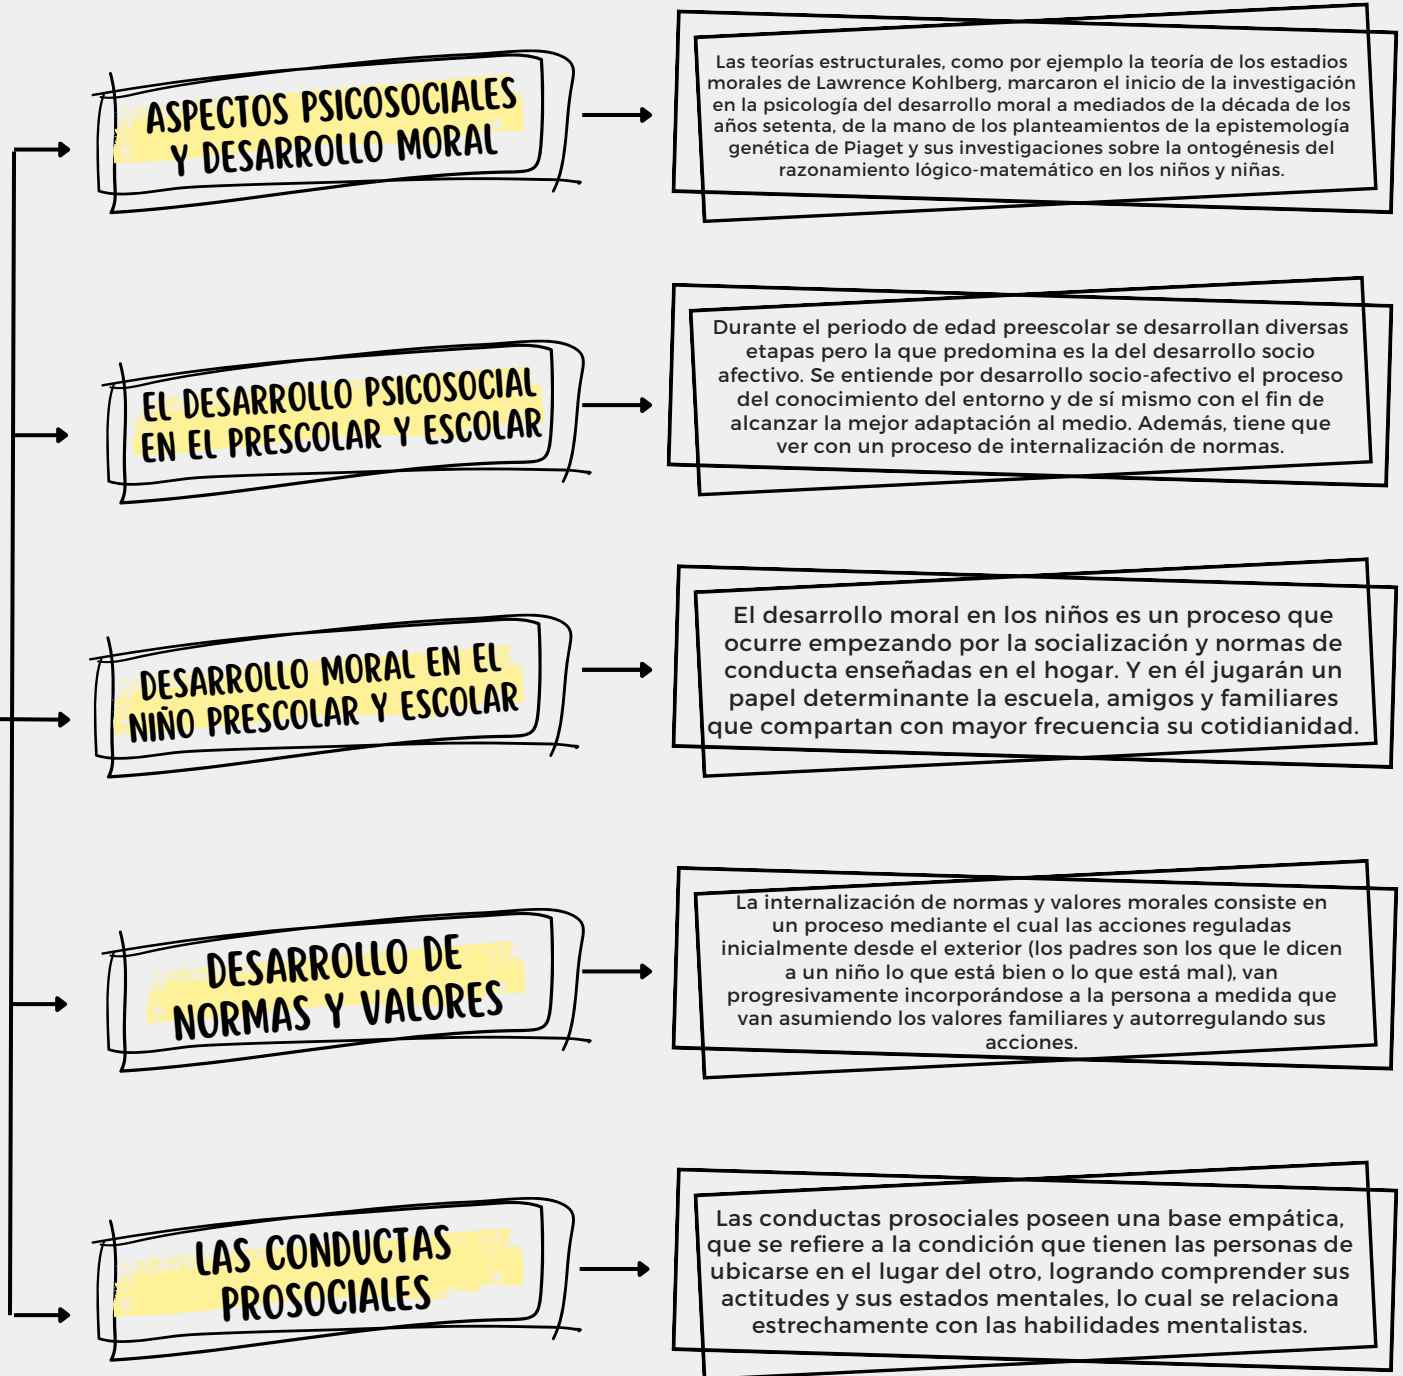 ASPECTOS PSICOSOCIALES
Y DESARROLLO MORAL
Las teorías estructurales, como por ejemplo la teoría de los estadios
morales de Lawrence Kohlberg, marcaron el inicio de la investigación
en la psicología del desarrollo moral a mediados de la década de los
años setenta, de la mano de los planteamientos de la epistemología
genética de Piaget y sus investigaciones sobre la ontogénesis del
razonamiento lógico-matemático en los niños y niñas.
EL DESARROLLO PSICOSOCIAL
EN EL PRESCOLAR Y ESCOLAR
Durante el periodo de edad preescolar se desarrollan diversas
etapas pero la que predomina es la del desarrollo socio
afectivo. Se entiende por desarrollo socio-afectivo el proceso
del conocimiento del entorno y de sí mismo con el fin de
alcanzar la mejor adaptación al medio. Además, tiene que
ver con un proceso de internalización de normas.
DESARROLLO MORAL EN EL
NIÑO PRESCOLAR Y ESCOLAR
El desarrollo moral en los niños es un proceso que
ocurre empezando por la socialización y normas de
conducta enseñadas en el hogar. Y en él jugarán un
papel determinante la escuela, amigos y familiares
que compartan con mayor frecuencia su cotidianidad.
DESARROLLO DE
NORMAS Y VALORES
La internalización de normas y valores morales consiste en
un proceso mediante el cual las acciones reguladas
inicialmente desde el exterior (los padres son los que le dicen
a un niño lo que está bien o lo que está mal), van
progresivamente incorporándose a la persona a medida que
van asumiendo los valores familiares y autorregulando sus
acciones.
LAS CONDUCTAS
PROSOCIALES
Las conductas prosociales poseen una base empática,
que se refiere a la condición que tienen las personas de
ubicarse en el lugar del otro, logrando comprender sus
actitudes y sus estados mentales, lo cual se relaciona
estrechamente con las habilidades mentalistas.